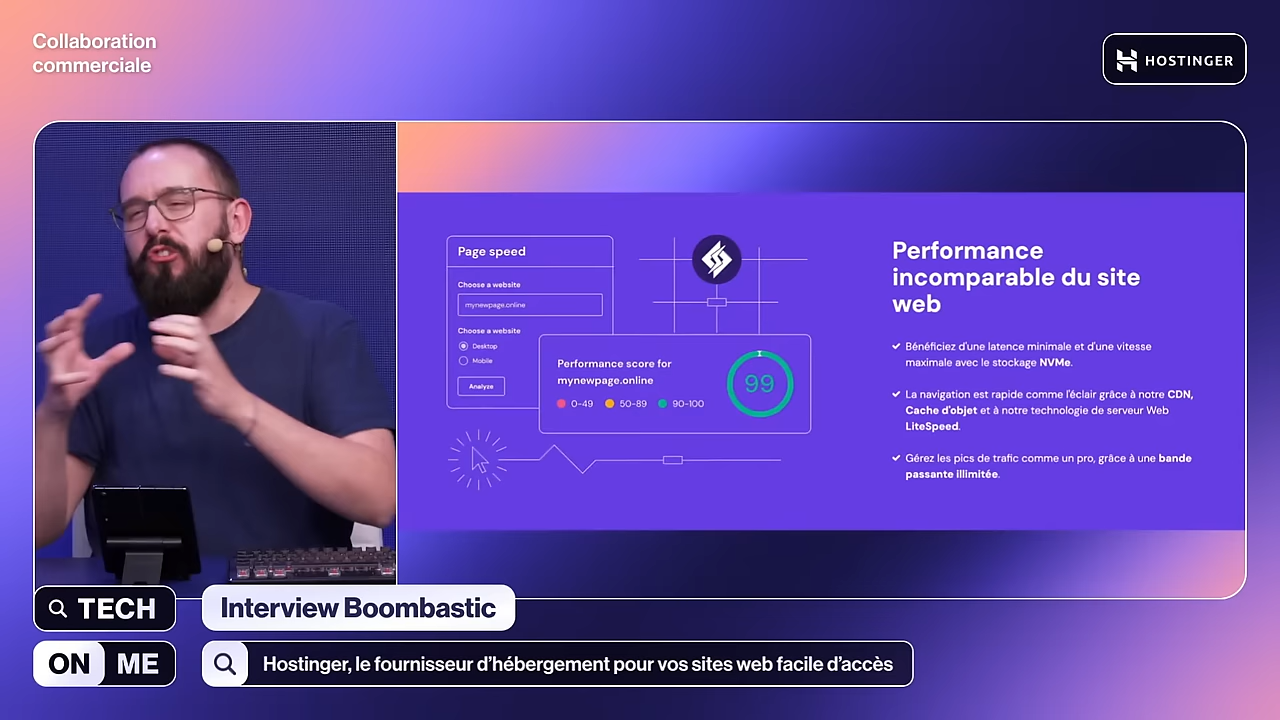 Collaboration
commerciale
HOSTINGER
Page speed
Choose a website
mynewpage.online
Choose a website
Desktop
Mobile
Analyze
Performance score for
mynewpage.online
0-49
50-89
90-100
99
Performance
incomparable du site
web
Bénéficiez d'une latence minimale et d'une vitesse
maximale avec le stockage NVMe.
La navigation est rapide comme l'éclair grâce à notre CDN,
Cache d'objet et à notre technologie de serveur Web
LiteSpeed.
Gérez les pics de trafic comme un pro, grâce à une bande
passante illimitée.
TECH
ON ME
Interview Boombastic
Hostinger, le fournisseur d’hébergement pour vos sites web facile d’accès